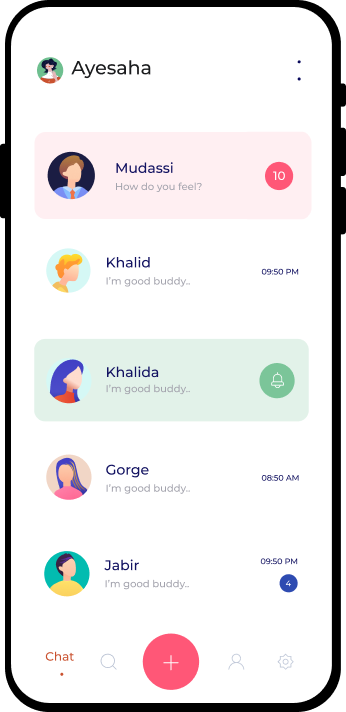 Ayesaha
Mudassi
How do you feel?
10
Khalid
I'm good buddy..
09:50 PM
Khalida
I'm good buddy..
Gorge
I'm good buddy..
08:50 AM
Jabir
I'm good buddy..
09:50 PM
4
Chat